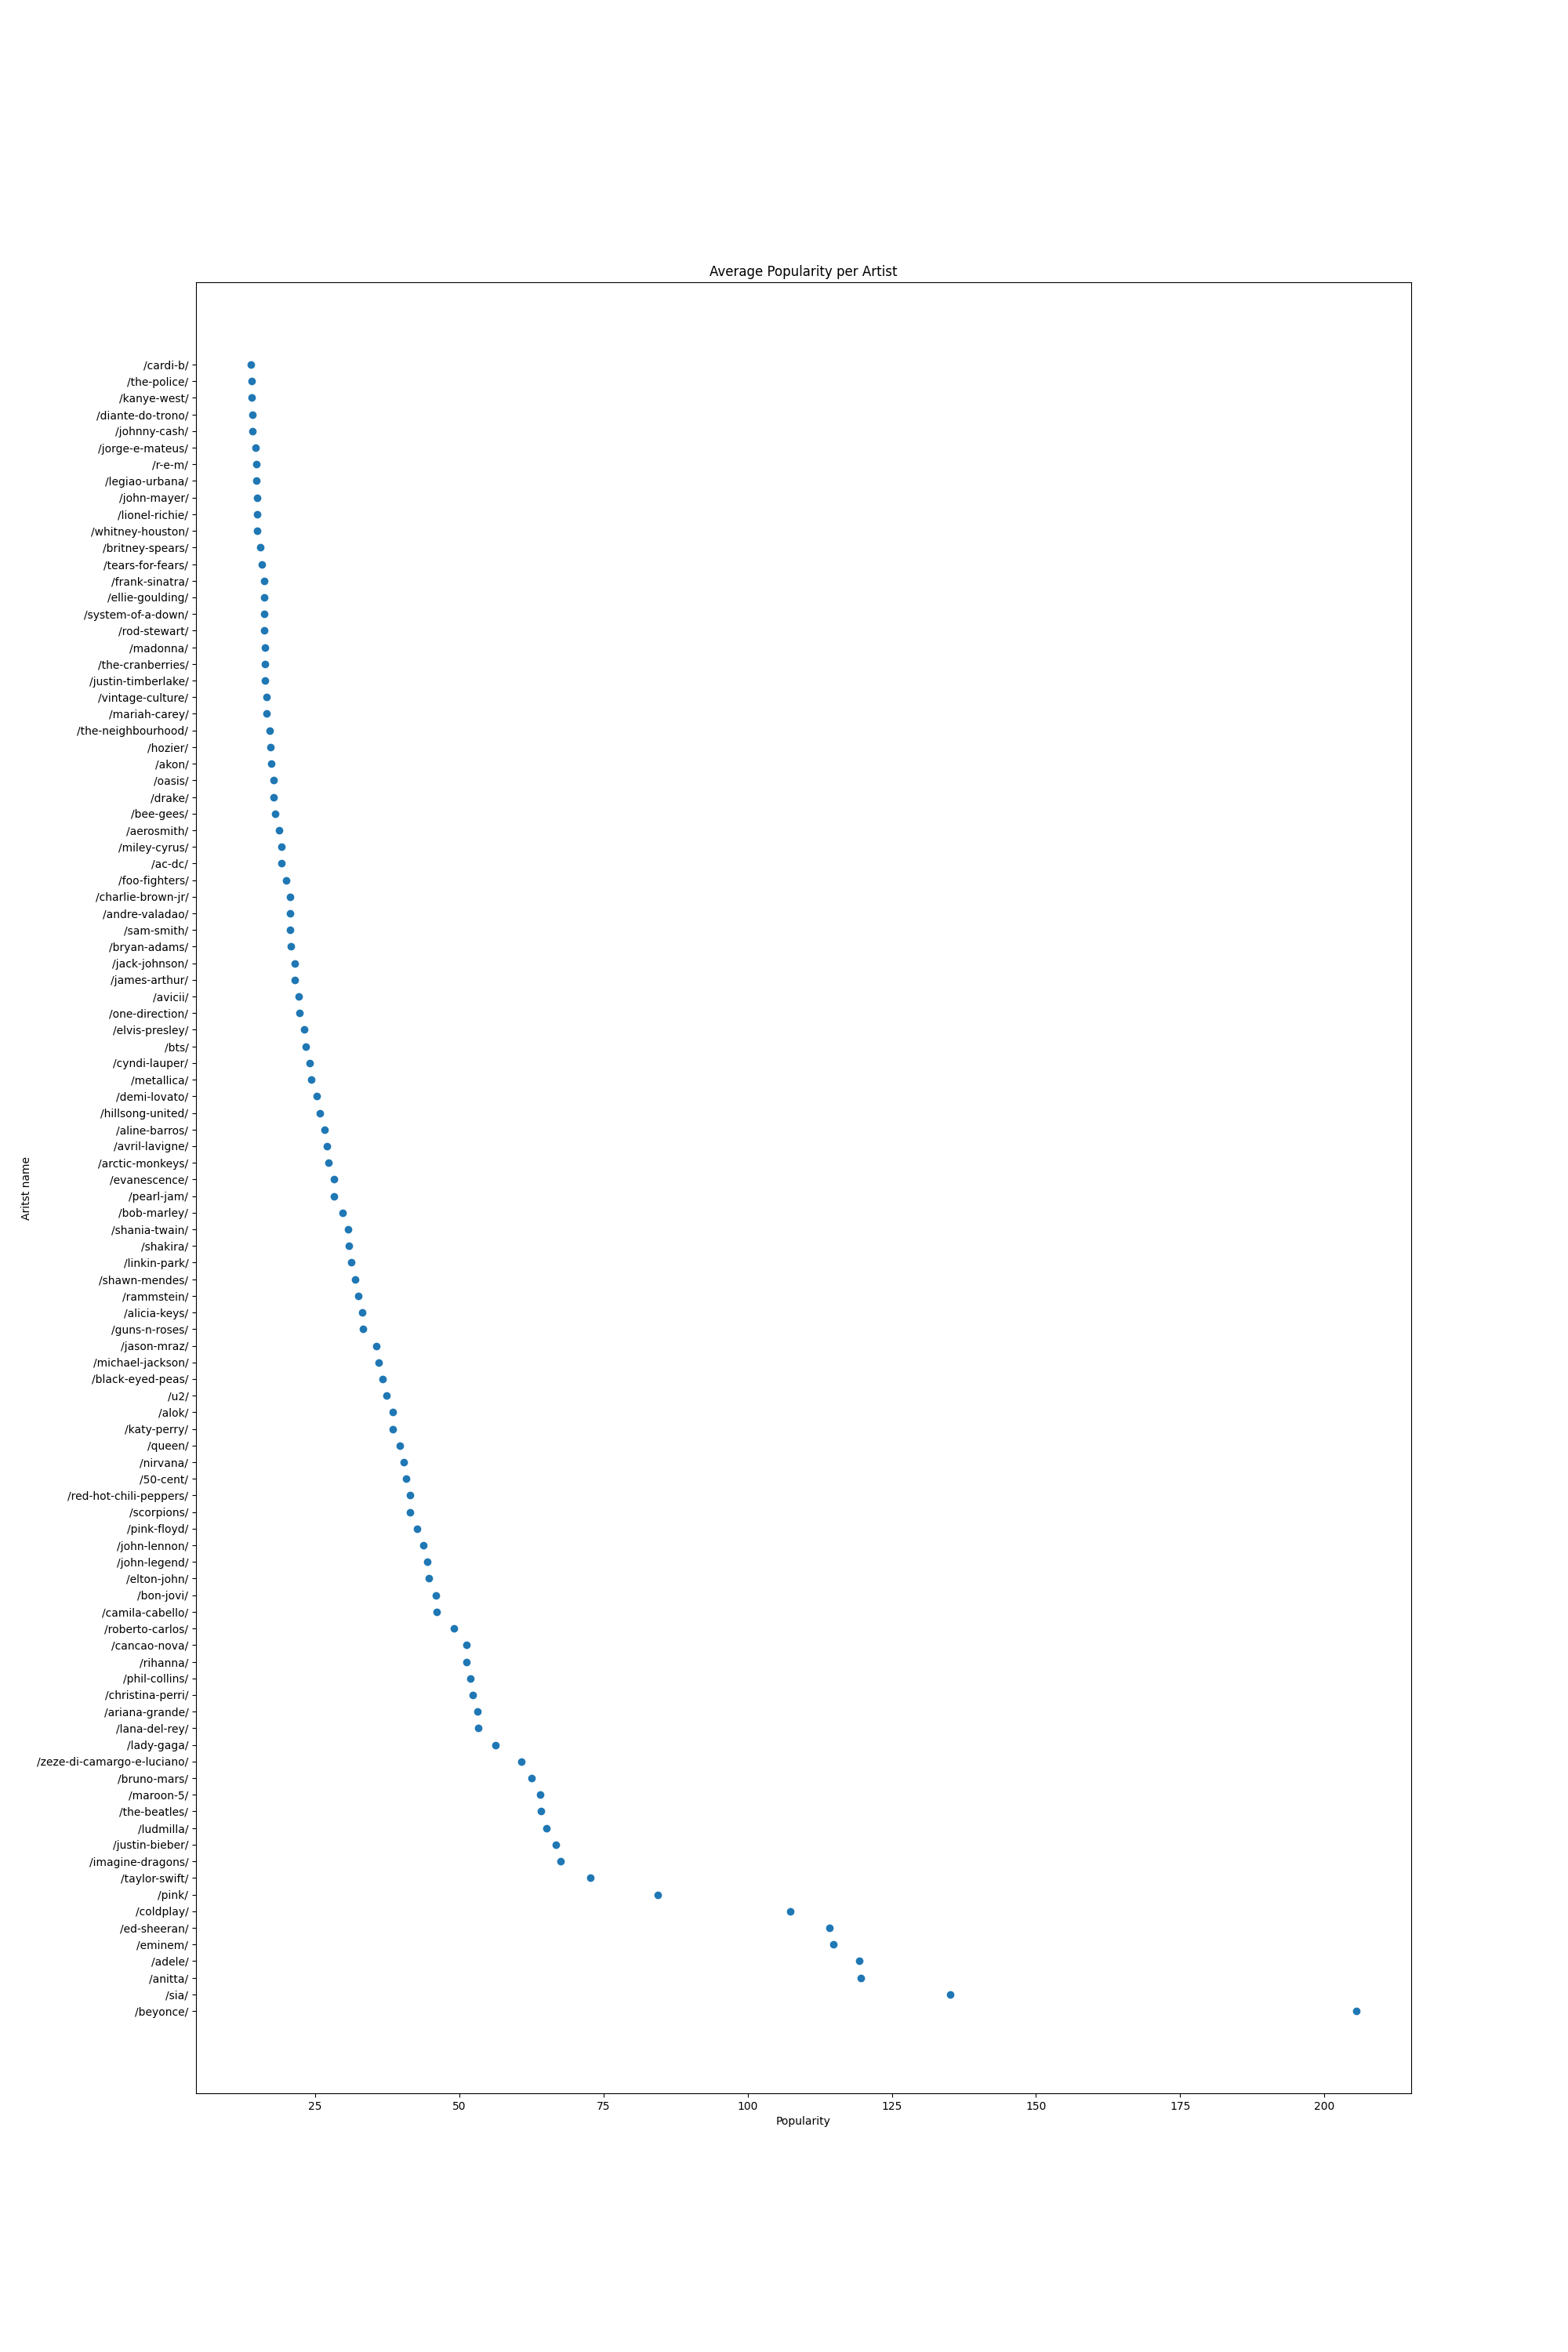 Average Popularity per Artist
/cardi-b/
/the-police/
/kanye-west/
/diante-do-trono/
/johnny-cash/
/jorge-e-mateus/
/r-e-m/
/legiao-urbana/
/john-mayer/
/lionel-richie/
/whitney-houston/
/britney-spears/
/tears-for-fears/
/frank-sinatra/
/ellie-goulding/
/system-of-a-down/
/rod-stewart/
/madonna/
/the-cranberries/
/justin-timberlake/
/vintage-culture/
/mariah-carey/
/the-neighbourhood/
/hozier/
/akon/
/oasis/
/drake/
/bee-gees/
/aerosmith/
/miley-cyrus/
/ac-dc/
/foo-fighters/
/charlie-brown-jr/
/andre-valadao/
/sam-smith/
/bryan-adams/
/jack-johnson/
/james-arthur/
/avicii/
/one-direction/
/elvis-presley/
/bts/
/cyndi-lauper/
/metallica/
/demi-lovato/
/hillsong-united/
/aline-barros/
/avril-lavigne/
/arctic-monkeys/
/evanescence/
/pearl-jam/
/bob-marley/
/shania-twain/
/shakira/
/linkin-park/
/shawn-mendes/
/rammstein/
/alicia-keys/
/guns-n-roses/
/jason-mraz/
/michael-jackson/
/black-eyed-peas/
/u2/
/alok/
/katy-perry/
/queen/
/nirvana/
/50-cent/
/red-hot-chili-peppers/
/scorpions/
/pink-floyd/
/john-lennon/
/john-legend/
/elton-john/
/bon-jovi/
/camila-cabello/
/roberto-carlos/
/cancao-nova/
/rihanna/
/phil-collins/
/christina-perri/
/ariana-grande/
/lana-del-rey/
/lady-gaga/
/zeze-di-camargo-e-luciano/
/bruno-mars/
/maroon-5/
/the-beatles/
/ludmilla/
/justin-bieber/
/imagine-dragons/
/taylor-swift/
/pink/
/coldplay/
/ed-sheeran/
/eminem/
/adele/
/anitta/
/sia/
/beyonce/
Aritst name
25 50 75 100 125 150 175 200
Popularity